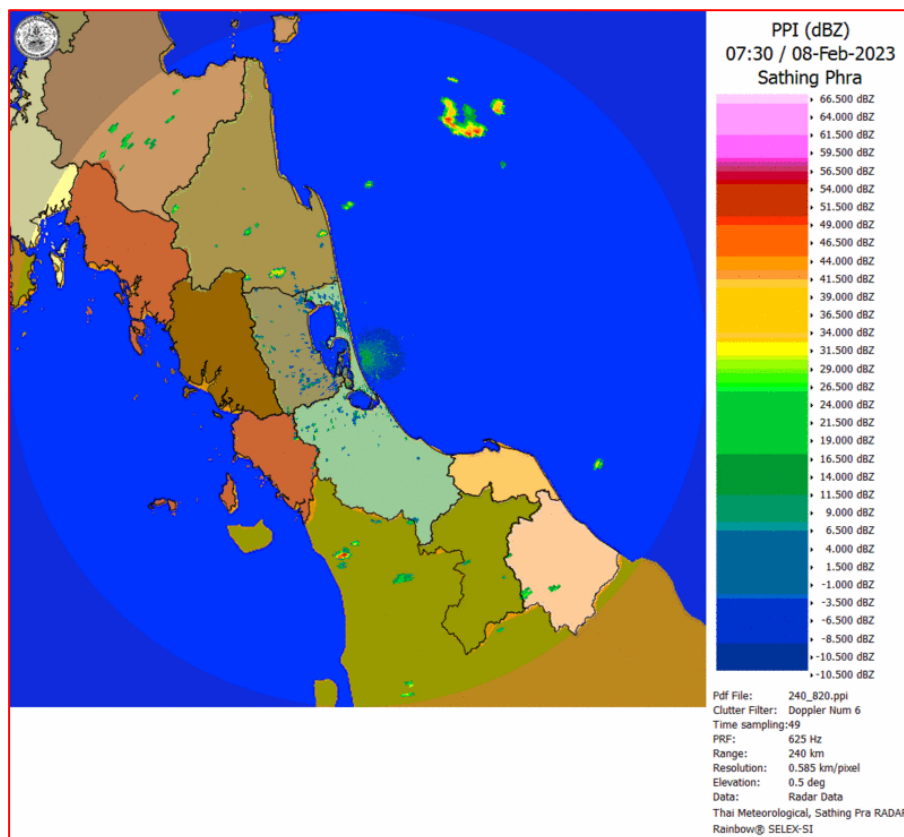 PPI (dBZ)
07:30 / 08-Feb-2023
Sathing Phra
66.500 dBZ
64.000 dBZ
61.500 dBZ
59.500 dBZ
56.500 dBZ
54.000 dBZ
51.500 dBZ
49.000 dBZ
46.500 dBZ
44.000 dBZ
41.500 dBZ
39.000 dBZ
36.500 dBZ
34.000 dBZ
31.500 dBZ
29.000 dBZ
26.500 dBZ
24.000 dBZ
21.500 dBZ
19.000 dBZ
16.500 dBZ
14.000 dBZ
11.500 dBZ
9.000 dBZ
6.500 dBZ
4.000 dBZ
1.500 dBZ
-1.000 dBZ
-3.500 dBZ
-6.500 dBZ
-8.500 dBZ
-10.500 dBZ
-10.500 dBZ
Pdf File: 240_820.ppi
Clutter Filter: Doppler Num 6
Time sampling:49
PRF: 625 Hz
Range: 240 km
Resolution: 0.585 km/pixel
Elevation: 0.5 deg
Data: Radar Data
Thai Meteorological, Sathing Pra RADAR
Rainbow® SELEX-SI